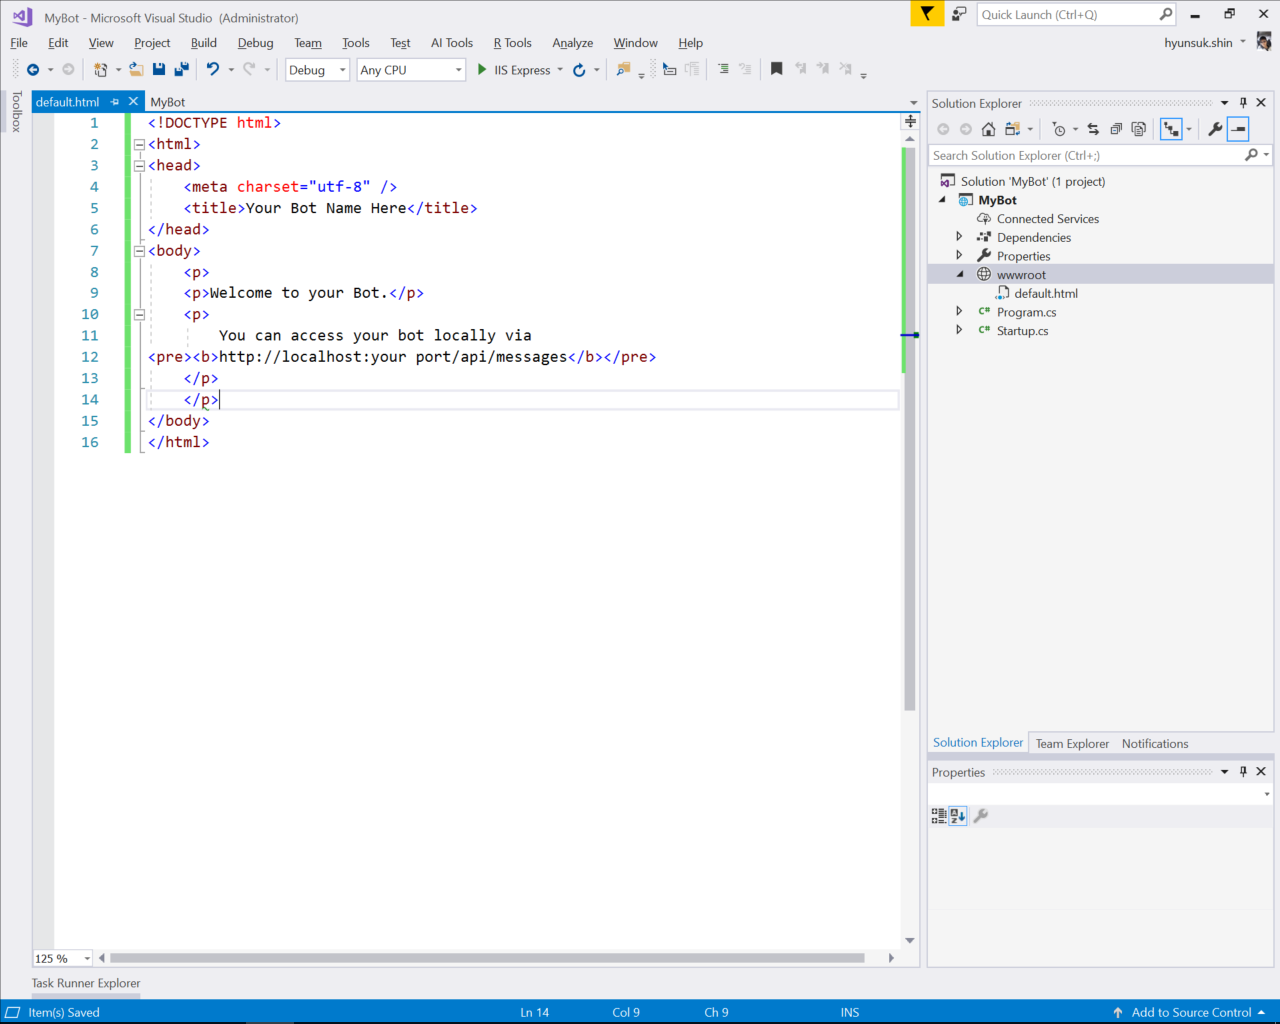 MyBot - Microsoft Visual Studio (Administrator)
Quick Launch (Ctrl+Q)
File Edit View Project Build Debug Team Tools Test AI Tools R Tools Analyze Window Help
hyunsuk.shin
Debug Any CPU IIS Express
Toolbox
default.html MyBot
1 <!DOCTYPE html>
2 <html>
3 <head>
4 <meta charset="utf-8" />
5 <title>Your Bot Name Here</title>
6 </head>
7 <body>
8 <p>
9 <p>Welcome to your Bot.</p>
10 <p>
11 You can access your bot locally via
12 <pre><b>http://localhost:your port/api/messages</b></pre>
13 </p>
14 </p>
15 </body>
16 </html>
125 %
Solution Explorer
Search Solution Explorer (Ctrl+;)
Solution 'MyBot' (1 project)
MyBot
Connected Services
Dependencies
Properties
wwwroot
default.html
C# Program.cs
C# Startup.cs
Solution Explorer Team Explorer Notifications
Properties
Task Runner Explorer
Item(s) Saved Ln 14 Col 9 Ch 9 INS Add to Source Control